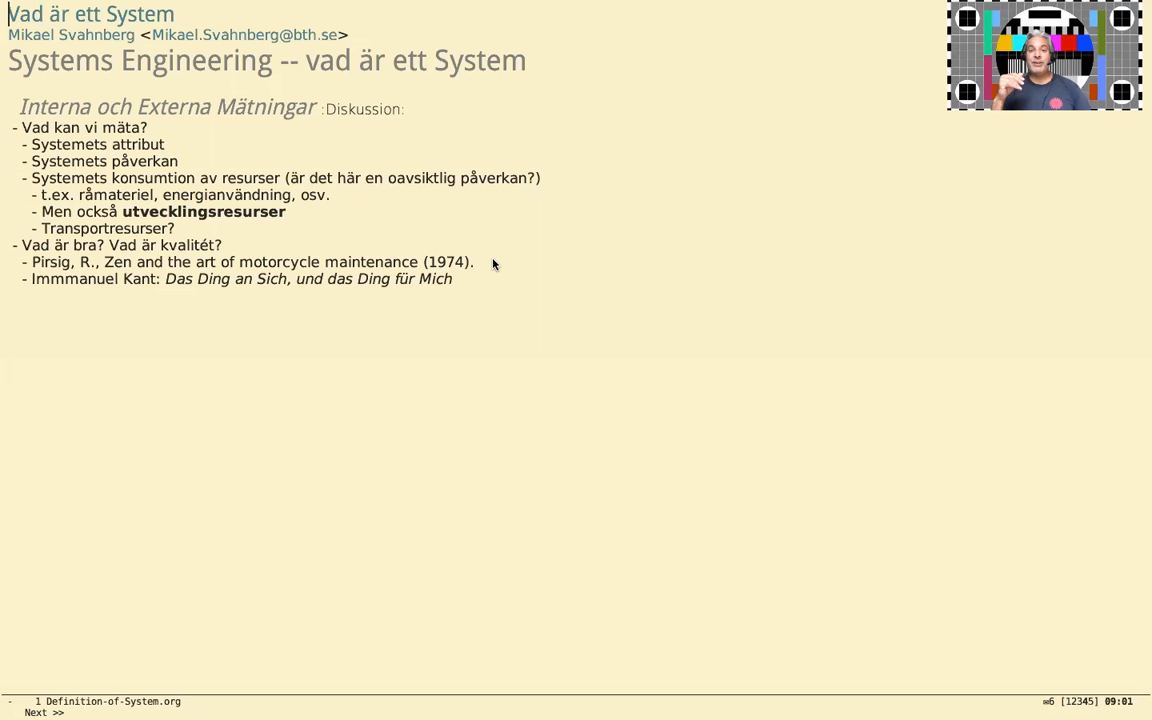 Vad är ett System
Mikael Svahnberg <Mikael.Svahnberg@bth.se>
Systems Engineering -- vad är ett System
Interna och Externa Mätningar :Diskussion:
- Vad kan vi mäta?
- Systemets attribut
- Systemets påverkan
- Systemets konsumtion av resurser (är det här en oavsiktlig påverkan?)
- t.ex. råmateriel, energianvändning, osv.
- Men också utvecklingsresurser
- Transportresurser?
- Vad är bra? Vad är kvalitét?
- Pirsig, R., Zen and the art of motorcycle maintenance (1974).
- Immmanuel Kant: Das Ding an Sich, und das Ding für Mich
- 1 Definition-of-System.org
✉6 [12345] 09:01
Next >>